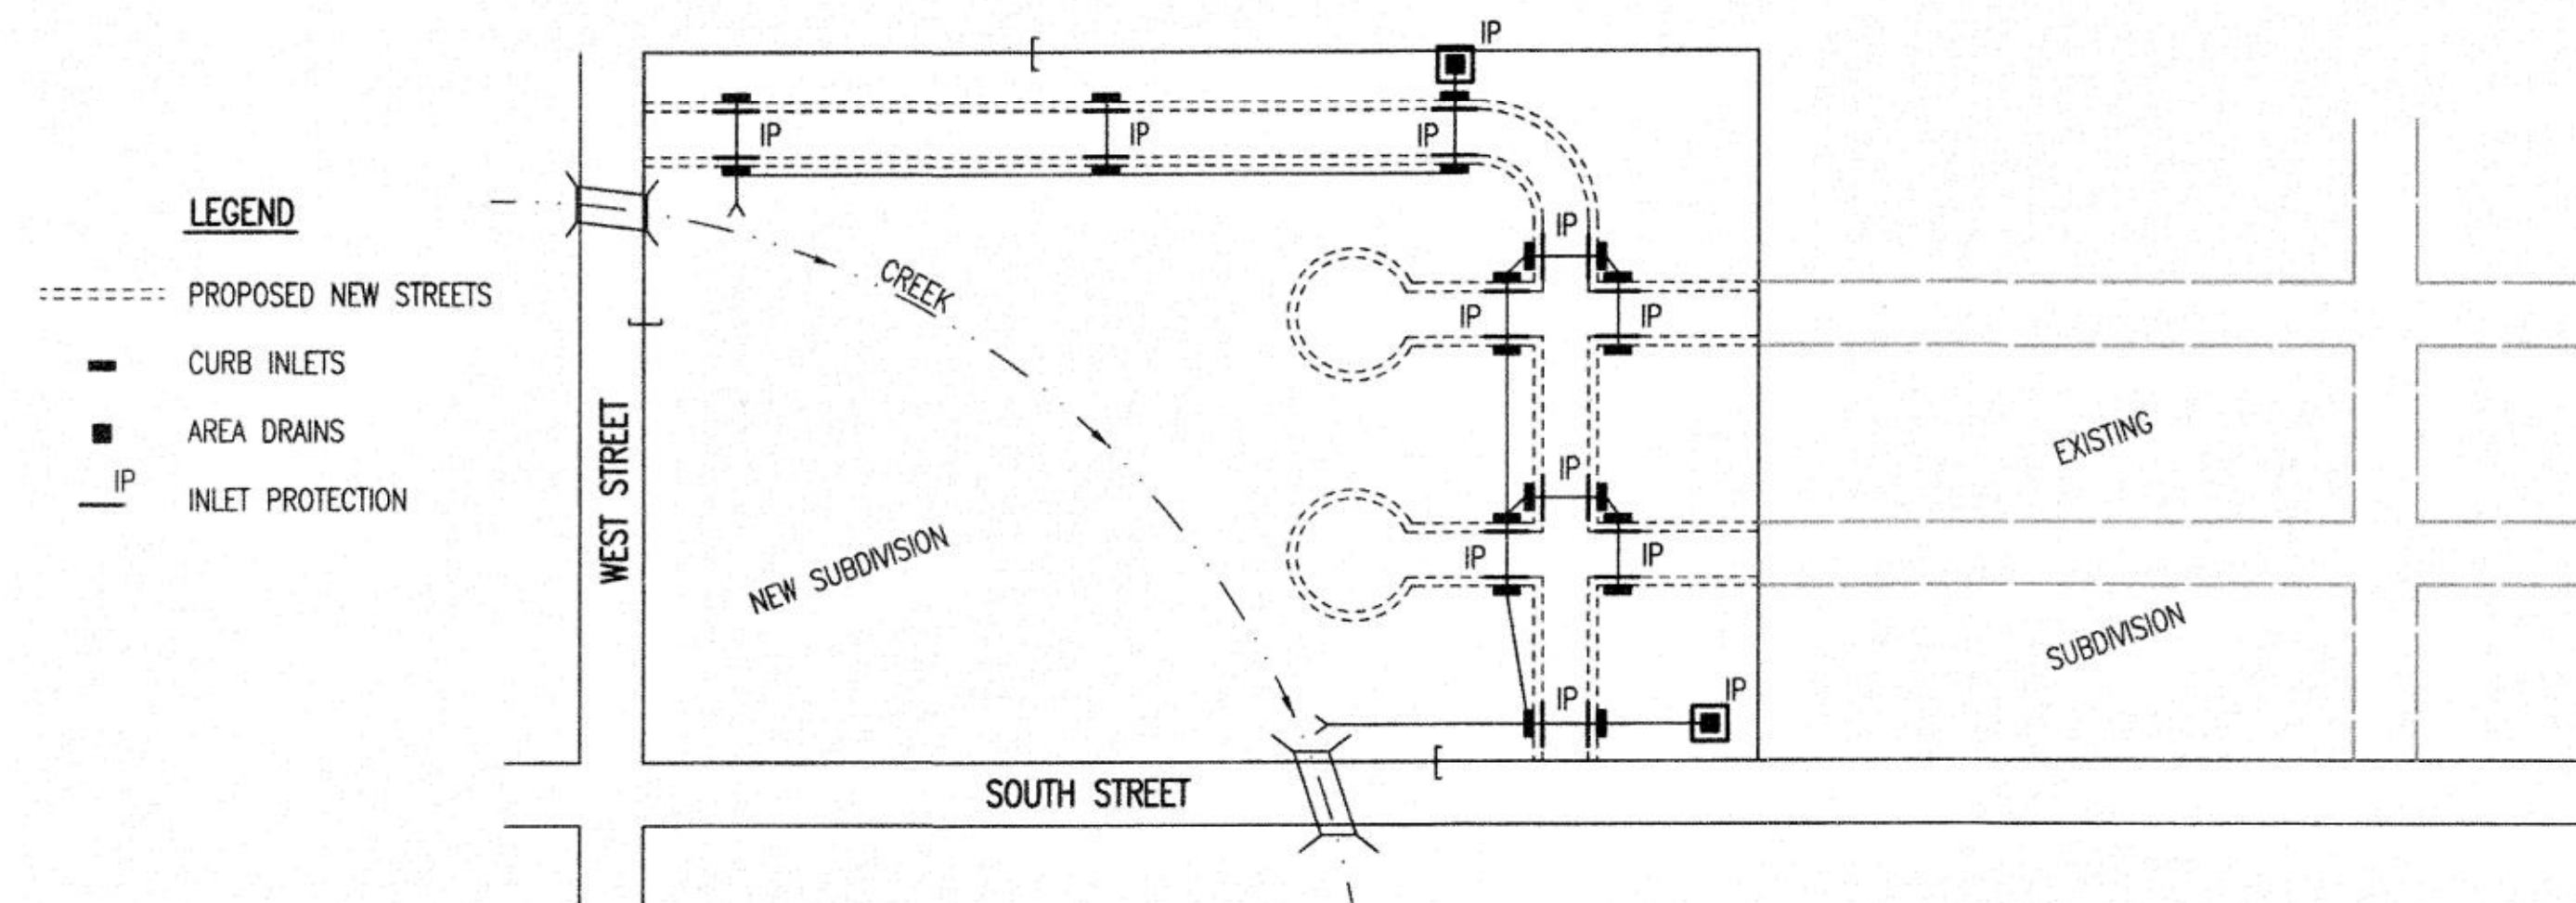 IP
IP
IP
IP
LEGEND
PROPOSED NEW STREETS
CURB INLETS
AREA DRAINS
IP
INLET PROTECTION
WEST STREET
CREEK
NEW SUBDIVISION
IP
IP
IP
IP
IP
IP
IP
IP
EXISTING
SUBDIVISION
SOUTH STREET